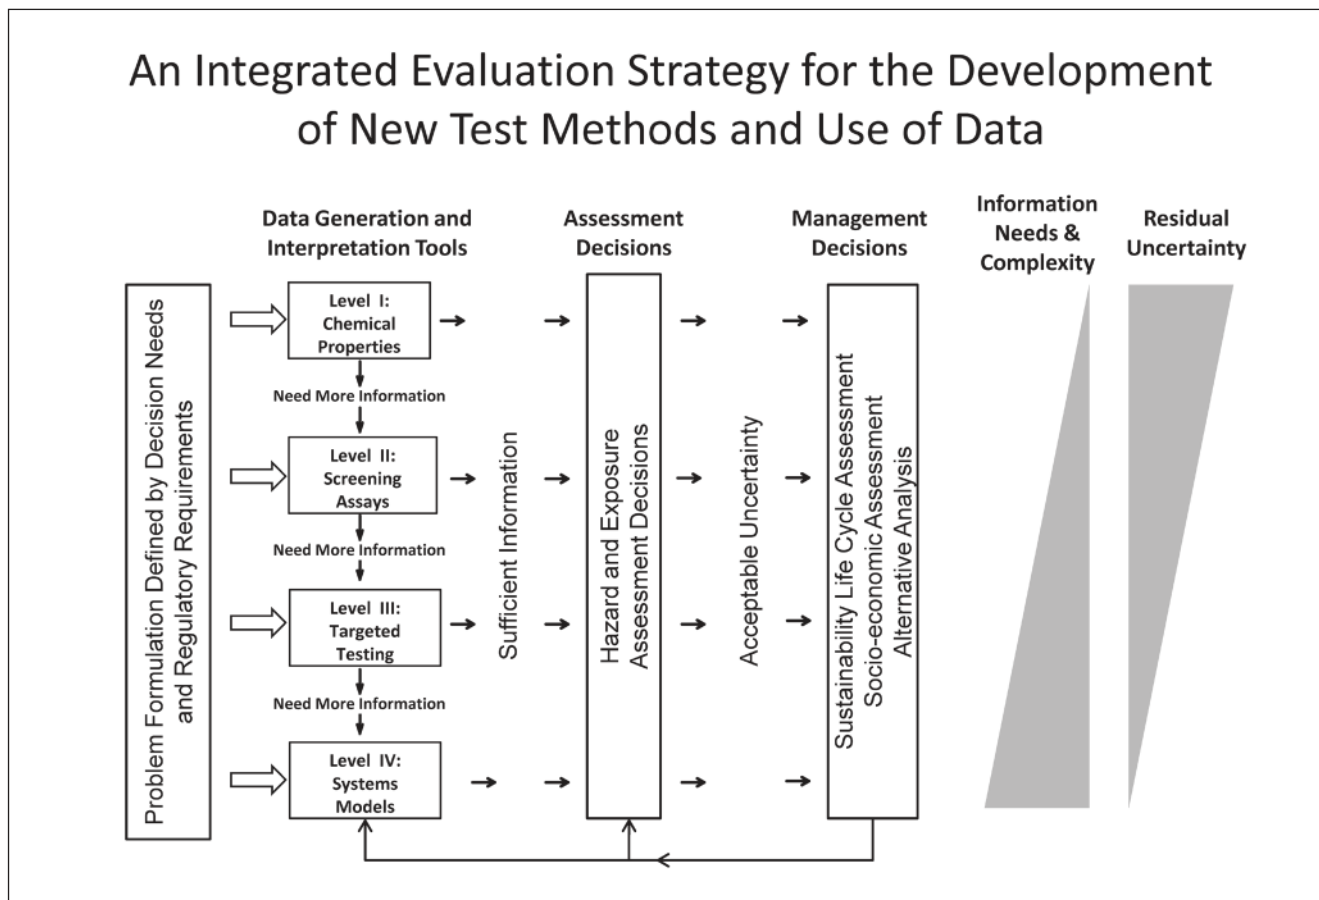 An Integrated Evaluation Strategy for the Development
of New Test Methods and Use of Data
Data Generation and
Interpretation Tools
Assessment
Decisions
Management
Decisions
Information
Needs &
Complexity
Residual
Uncertainty
Problem Formulation Defined by Decision Needs
and Regulatory Requirements
Level I:
Chemical
Properties
Need More Information
Level II:
Screening
Assays
Need More Information
Level III:
Targeted
Testing
Need More Information
Level IV:
Systems
Models
Sufficient Information
Hazard and Exposure
Assessment Decisions
Acceptable Uncertainty
Sustainability Life Cycle Assessment
Socio-economic Assessment
Alternative Analysis